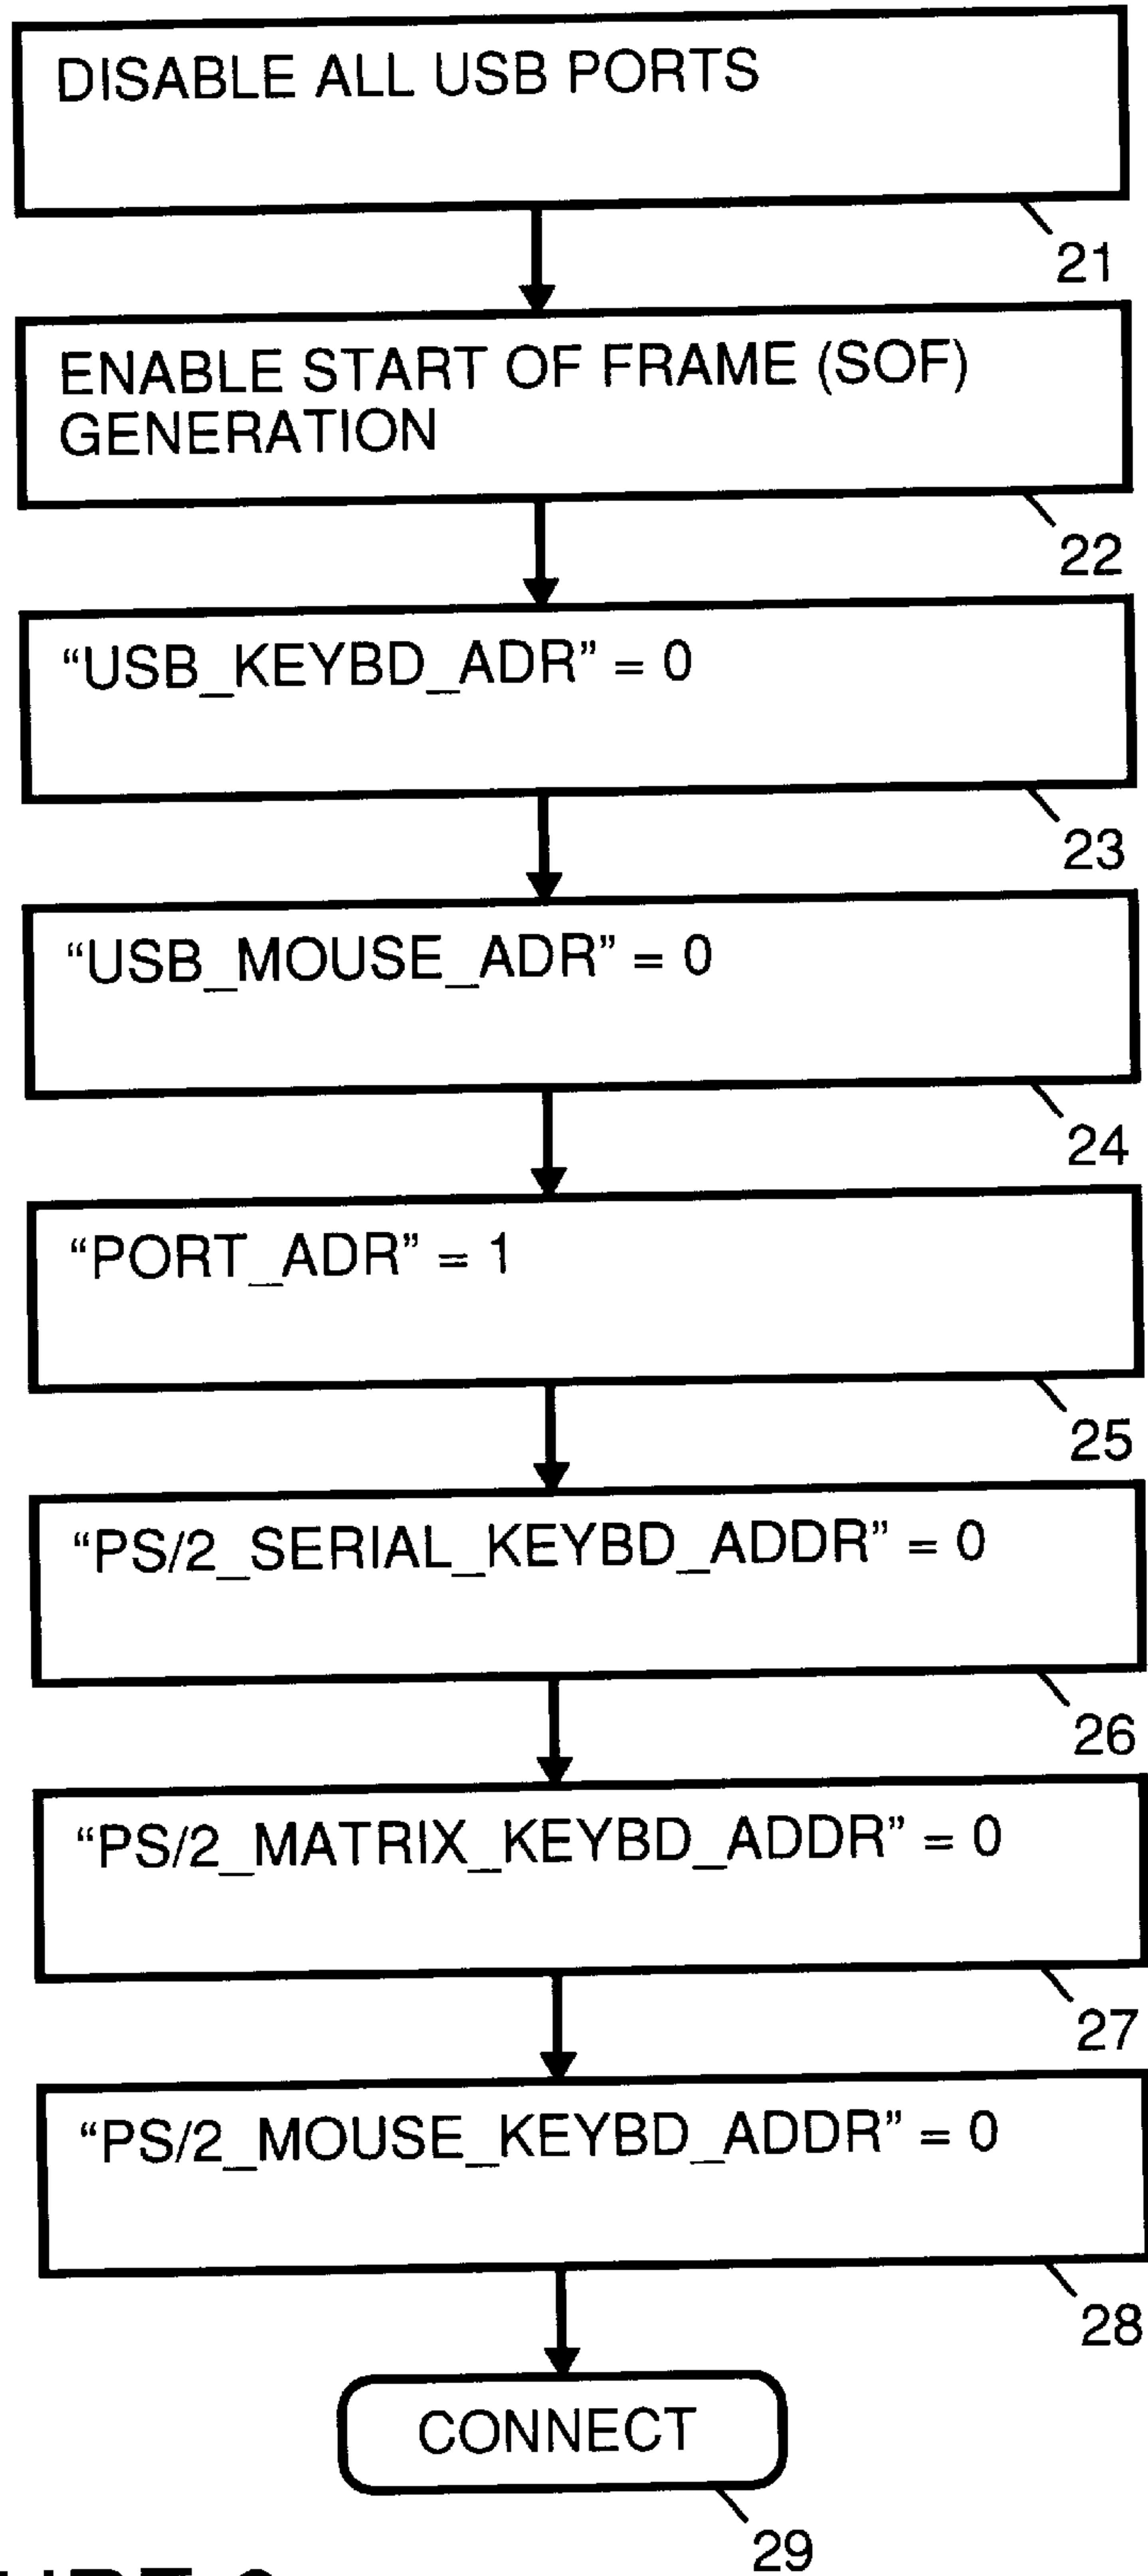 DISABLE ALL USB PORTS
21
ENABLE START OF FRAME (SOF)
GENERATION
22
“USB_KEYBD_ADR” = 0
23
“USB_MOUSE_ADR” = 0
24
“PORT_ADR” = 1
25
“PS/2_SERIAL_KEYBD_ADDR” = 0
26
“PS/2_MATRIX_KEYBD_ADDR” = 0
27
“PS/2_MOUSE_KEYBD_ADDR” = 0
28
CONNECT
29